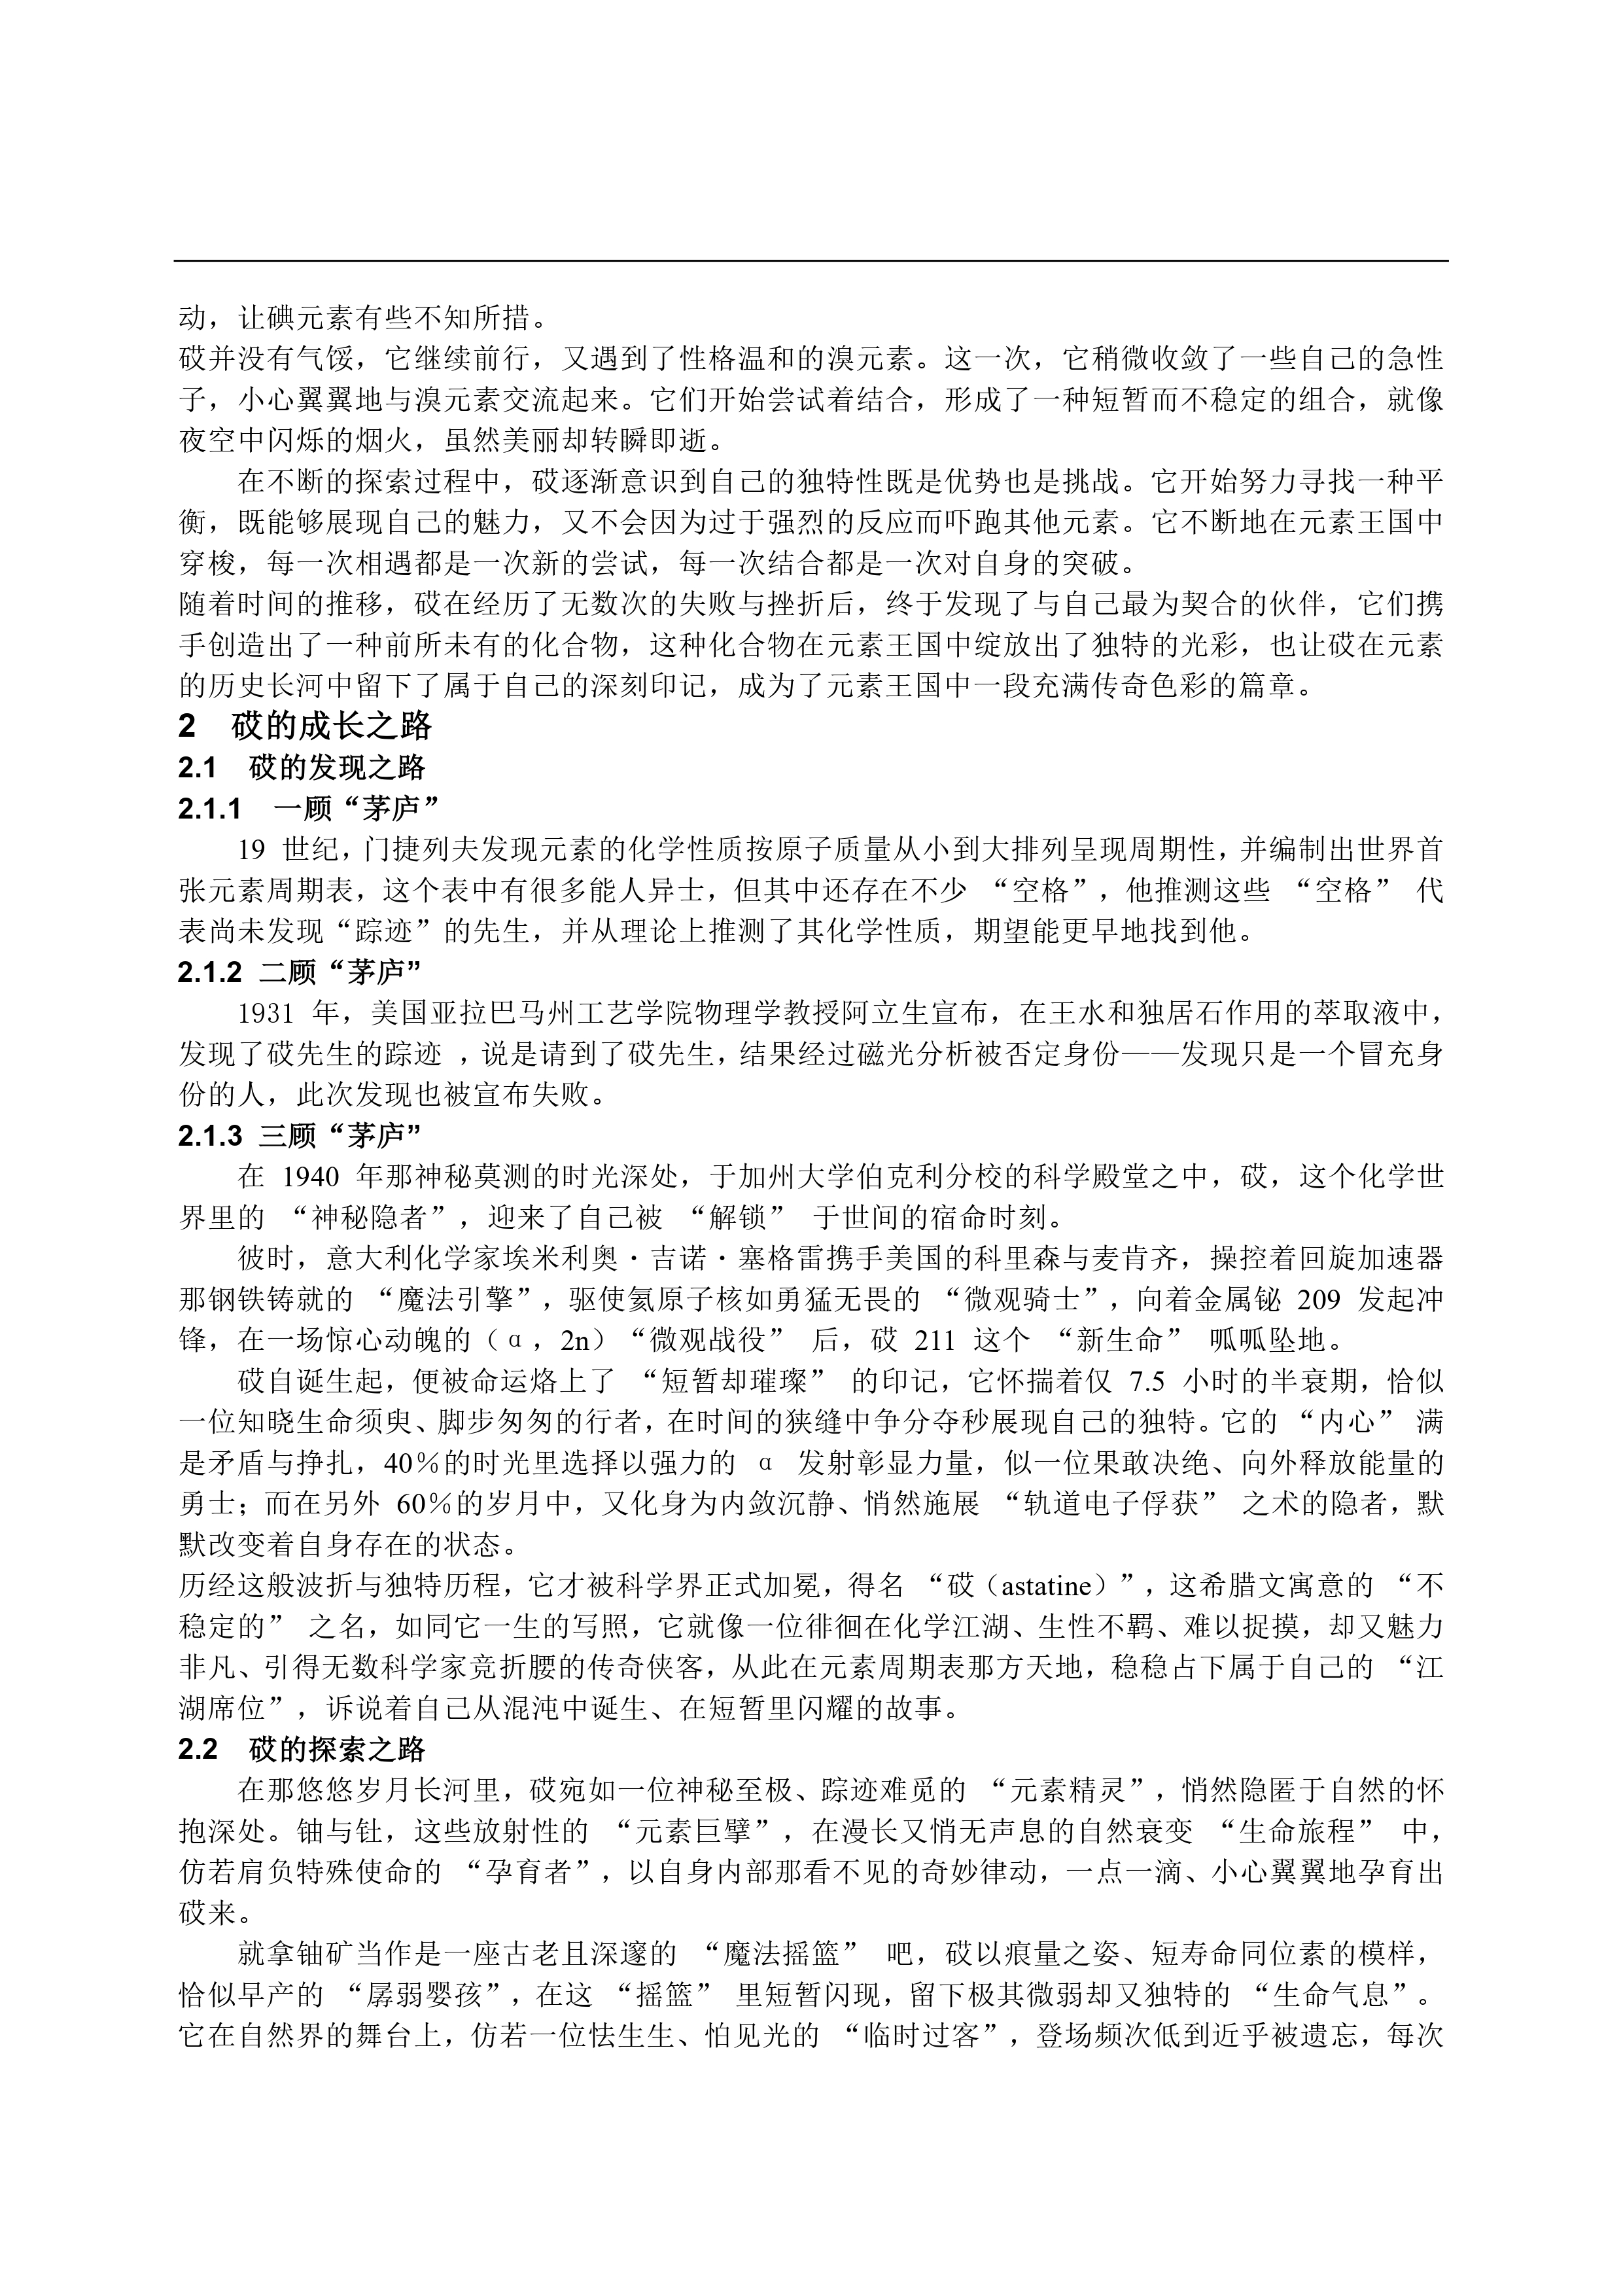 动，让碘元素有些不知所措。
砹并没有气馁，它继续前行，又遇到了性格温和的溴元素。这一次，它稍微收敛了一些自己的急性
子，小心翼翼地与溴元素交流起来。它们开始尝试着结合，形成了一种短暂而不稳定的组合，就像
夜空中闪烁的烟火，虽然美丽却转瞬即逝。
在不断的探索过程中，砹逐渐意识到自己的独特性既是优势也是挑战。它开始努力寻找一种平
衡，既能够展现自己的魅力，又不会因为过于强烈的反应而吓跑其他元素。它不断地在元素王国中
穿梭，每一次相遇都是一次新的尝试，每一次结合都是一次对自身的突破。
随着时间的推移，砹在经历了无数次的失败与挫折后，终于发现了与自己最为契合的伙伴，它们携
手创造出了一种前所未有的化合物，这种化合物在元素王国中绽放出了独特的光彩，也让砹在元素
的历史长河中留下了属于自己的深刻印记，成为了元素王国中一段充满传奇色彩的篇章。
2 砹的成长之路
2.1 砹的发现之路
2.1.1 一顾“茅庐”
19 世纪，门捷列夫发现元素的化学性质按原子质量从小到大排列呈现周期性，并编制出世界首
张元素周期表，这个表中有很多能人异士，但其中还存在不少 “空格”，他推测这些 “空格” 代
表尚未发现“踪迹”的先生，并从理论上推测了其化学性质，期望能更早地找到他。
2.1.2 二顾“茅庐”
1931 年，美国亚拉巴马州工艺学院物理学教授阿立生宣布，在王水和独居石作用的萃取液中，
发现了砹先生的踪迹 ，说是请到了砹先生，结果经过磁光分析被否定身份——发现只是一个冒充身
份的人，此次发现也被宣布失败。
2.1.3 三顾“茅庐”
在 1940 年那神秘莫测的时光深处，于加州大学伯克利分校的科学殿堂之中，砹，这个化学世
界里的 “神秘隐者”，迎来了自己被 “解锁” 于世间的宿命时刻。
彼时，意大利化学家埃米利奥・吉诺・塞格雷携手美国的科里森与麦肯齐，操控着回旋加速器
那钢铁铸就的 “魔法引擎”，驱使氦原子核如勇猛无畏的 “微观骑士”，向着金属铋 209 发起冲
锋，在一场惊心动魄的（α，2n）“微观战役” 后，砹 211 这个 “新生命” 呱呱坠地。
砹自诞生起，便被命运烙上了 “短暂却璀璨” 的印记，它怀揣着仅 7.5 小时的半衰期，恰似
一位知晓生命须臾、脚步匆匆的行者，在时间的狭缝中争分夺秒展现自己的独特。它的 “内心” 满
是矛盾与挣扎，40％的时光里选择以强力的 α 发射彰显力量，似一位果敢决绝、向外释放能量的
勇士；而在另外 60％的岁月中，又化身为内敛沉静、悄然施展 “轨道电子俘获” 之术的隐者，默
默改变着自身存在的状态。
历经这般波折与独特历程，它才被科学界正式加冕，得名 “砹（astatine）”，这希腊文寓意的 “不
稳定的” 之名，如同它一生的写照，它就像一位徘徊在化学江湖、生性不羁、难以捉摸，却又魅力
非凡、引得无数科学家竞折腰的传奇侠客，从此在元素周期表那方天地，稳稳占下属于自己的 “江
湖席位”，诉说着自己从混沌中诞生、在短暂里闪耀的故事。
2.2 砹的探索之路
在那悠悠岁月长河里，砹宛如一位神秘至极、踪迹难觅的 “元素精灵”，悄然隐匿于自然的怀
抱深处。铀与钍，这些放射性的 “元素巨擘”，在漫长又悄无声息的自然衰变 “生命旅程” 中，
仿若肩负特殊使命的 “孕育者”，以自身内部那看不见的奇妙律动，一点一滴、小心翼翼地孕育出
砹来。
就拿铀矿当作是一座古老且深邃的 “魔法摇篮” 吧，砹以痕量之姿、短寿命同位素的模样，
恰似早产的 “孱弱婴孩”，在这 “摇篮” 里短暂闪现，留下极其微弱却又独特的 “生命气息”。
它在自然界的舞台上，仿若一位怯生生、怕见光的 “临时过客”，登场频次低到近乎被遗忘，每次